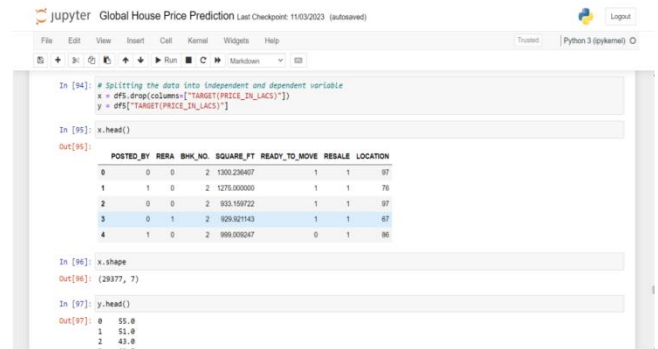 jupyter Global House Price Prediction Last Checkpoint: 11/03/2023 (autosaved)
Logout
File Edit View Insert Cell Kernel Widgets Help
Trusted
Python 3 (ipykernel)
Run
Markdown
In [94]: # Splitting the data into independent and dependent variable
x = df5.drop(columns=["TARGET(PRICE_IN_LACS)"])
y = df5["TARGET(PRICE_IN_LACS)"]
In [95]: x.head()
Out[95]:
POSTED_BY RERA BHK_NO. SQUARE_FT READY_TO_MOVE RESALE LOCATION
0 0 0 2 1300.236407 1 1 97
1 1 0 2 1275.000000 1 1 76
2 0 0 2 933.159722 1 1 97
3 0 1 2 929.921143 1 1 67
4 1 0 2 999.009247 0 1 86
In [96]: x.shape
Out[96]: (29377, 7)
In [97]: y.head()
Out[97]: 0 55.0
1 51.0
2 43.0